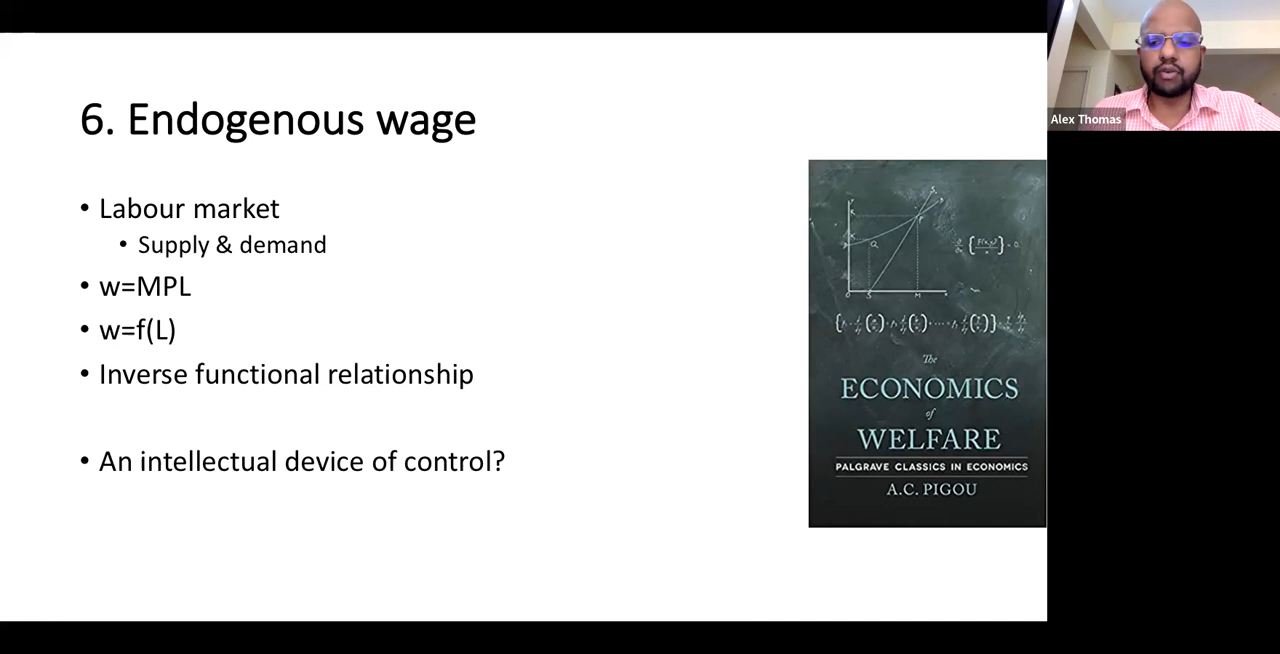 6. Endogenous wage
• Labour market
• Supply & demand
• w=MPL
• w=f(L)
• Inverse functional relationship
• An intellectual device of control?
The
ECONOMICS
of
WELFARE
PALGRAVE CLASSICS IN ECONOMICS
A.C. PIGOU
Alex Thomas